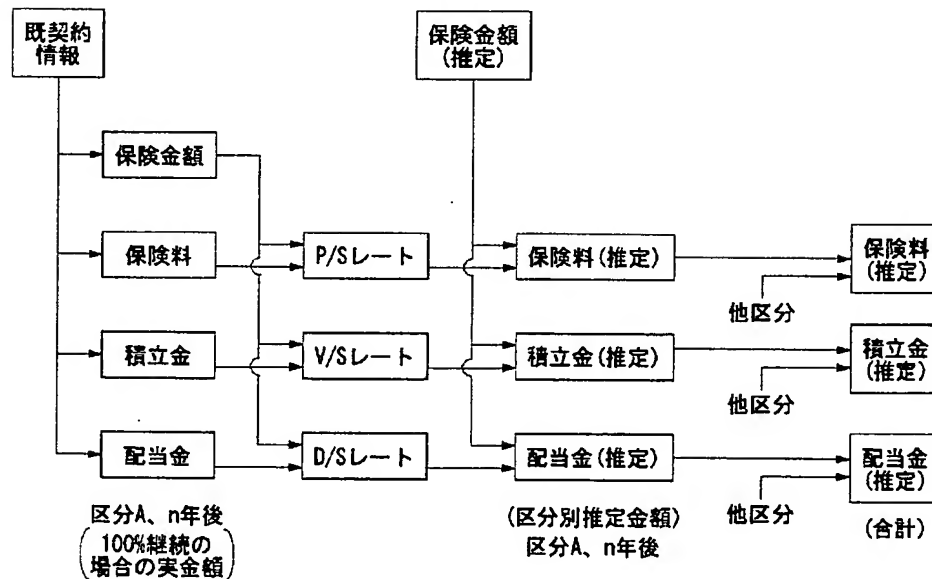 既契約
情報
保険金額
(推定)
保険金額
保険料
P/Sレート
保険料(推定)
保険料
(推定)
他区分
積立金
V/Sレート
積立金(推定)
積立金
(推定)
他区分
配当金
D/Sレート
配当金(推定)
配当金
(推定)
他区分
区分A、n年後
(100%継続の
場合の実金額)
(区分別推定金額)
区分A、n年後
(合計)